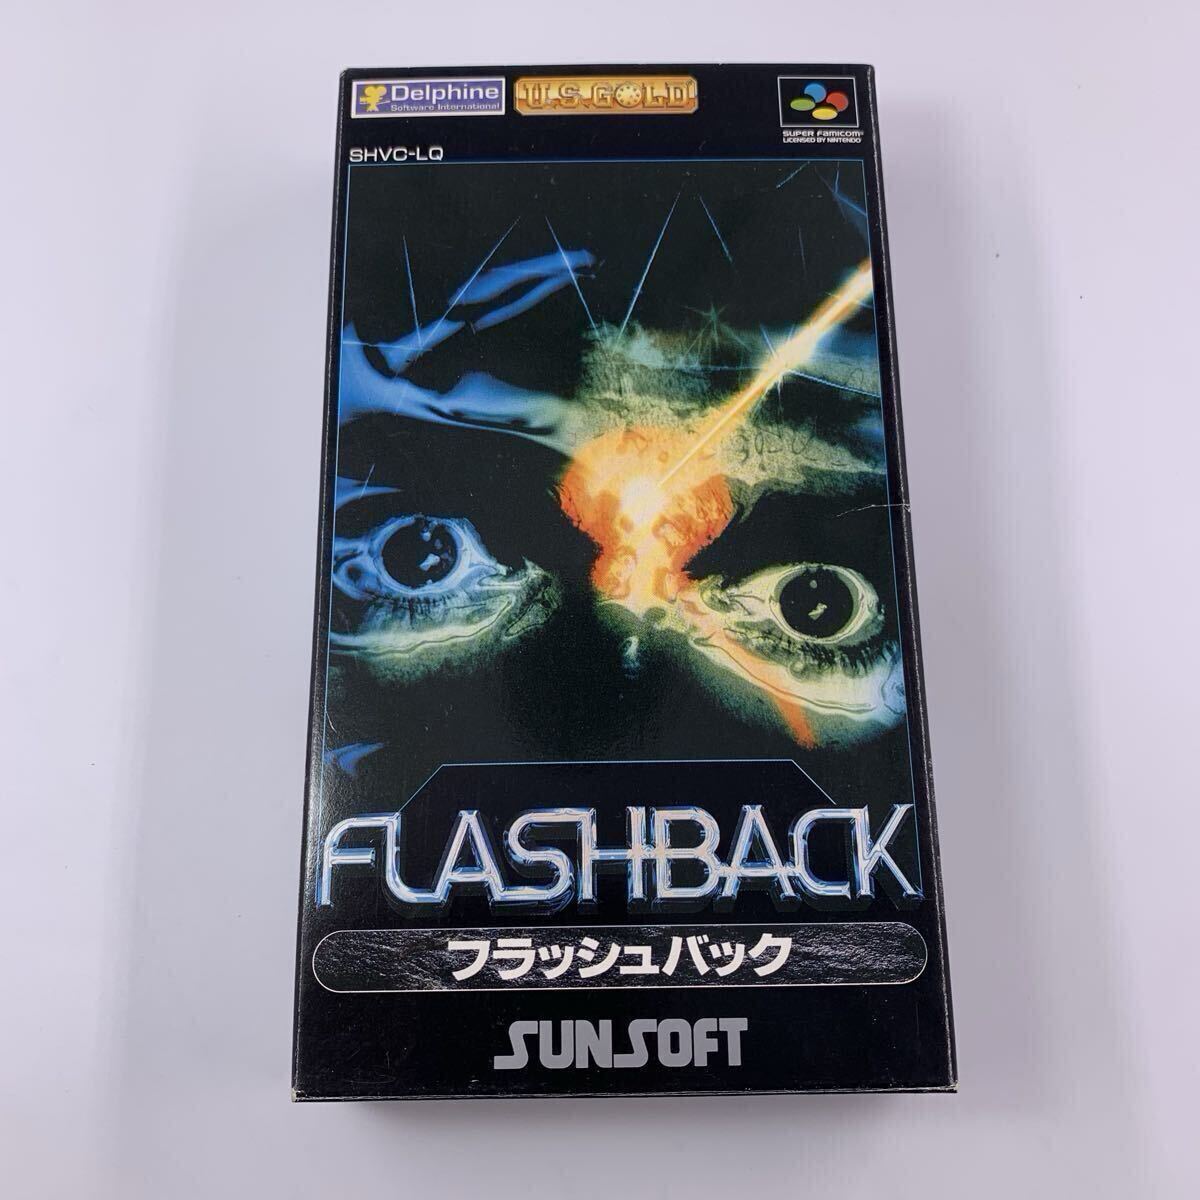 Delphine
Software International
U.S. GOLD
SUPER FAMICOM
LICENSED BY NINTENDO
SHVC-LQ
FLASHBACK
フラッシュバック
SUNSOFT